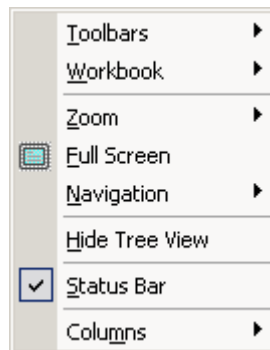 Toolbars
Workbook
Zoom
Full Screen
Navigation
Hide Tree View
Status Bar
Columns